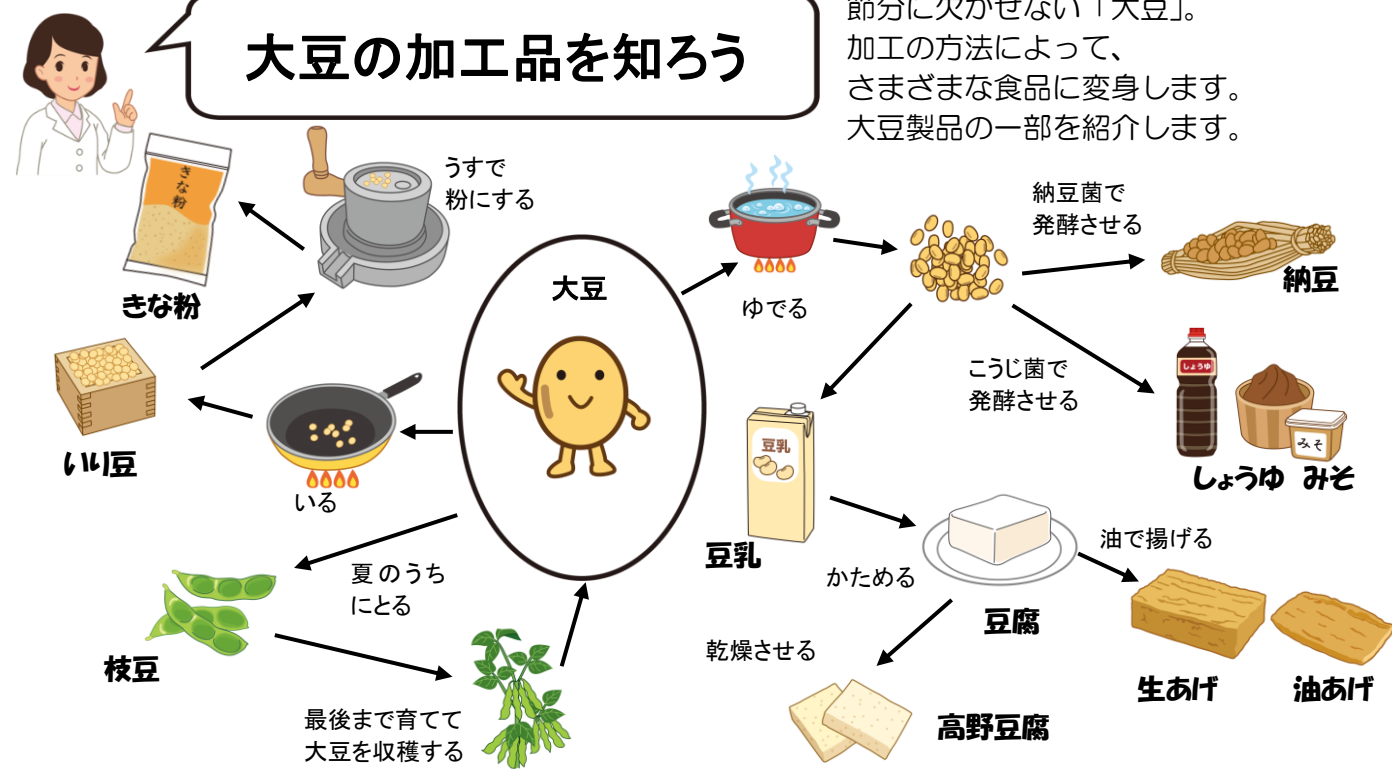 大豆の加工品を知ろう
節分に欠かせない「大豆」。
加工の方法によって、
さまざまな食品に変身します。
大豆製品の一部を紹介します。
きな粉
きな粉
うすで
粉にする
大豆
ゆでる
納豆菌で
発酵させる
納豆
いり豆
いる
こうじ菌で
発酵させる
しょうゆ
みそ
しょうゆ みそ
豆乳
豆乳
夏のうち
にとる
枝豆
最後まで育てて
大豆を収穫する
かためる
豆腐
油で揚げる
生あげ 油あげ
乾燥させる
高野豆腐